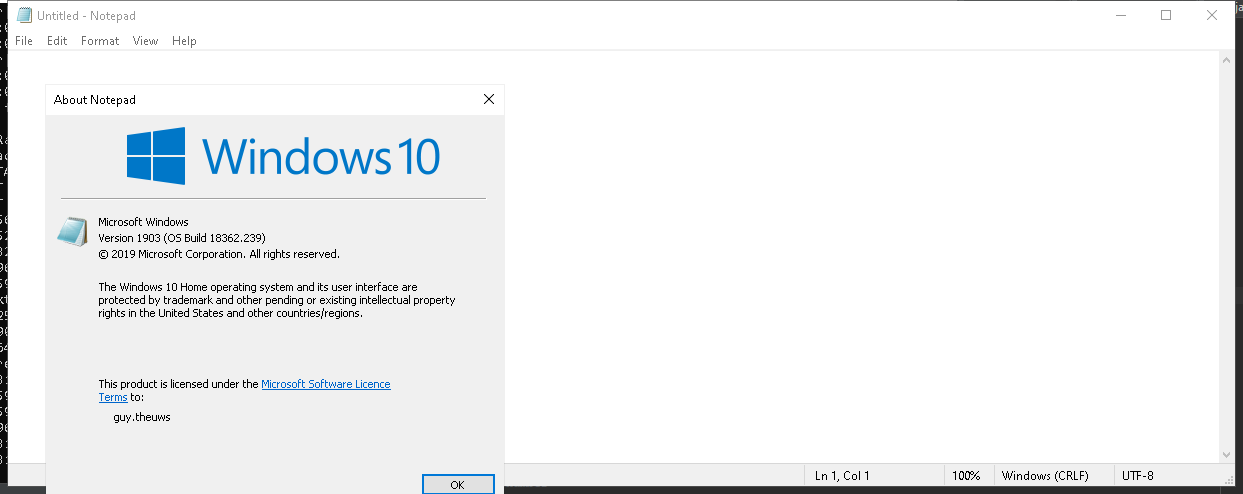 Untitled - Notepad
File Edit Format View Help
About Notepad
Windows 10
Microsoft Windows
Version 1903 (OS Build 18362.239)
© 2019 Microsoft Corporation. All rights reserved.
The Windows 10 Home operating system and its user interface are
protected by trademark and other pending or existing intellectual property
rights in the United States and other countries/regions.
This product is licensed under the Microsoft Software Licence
Terms to:
guy.theuws
OK
Ln 1, Col 1 100% Windows (CRLF) UTF-8